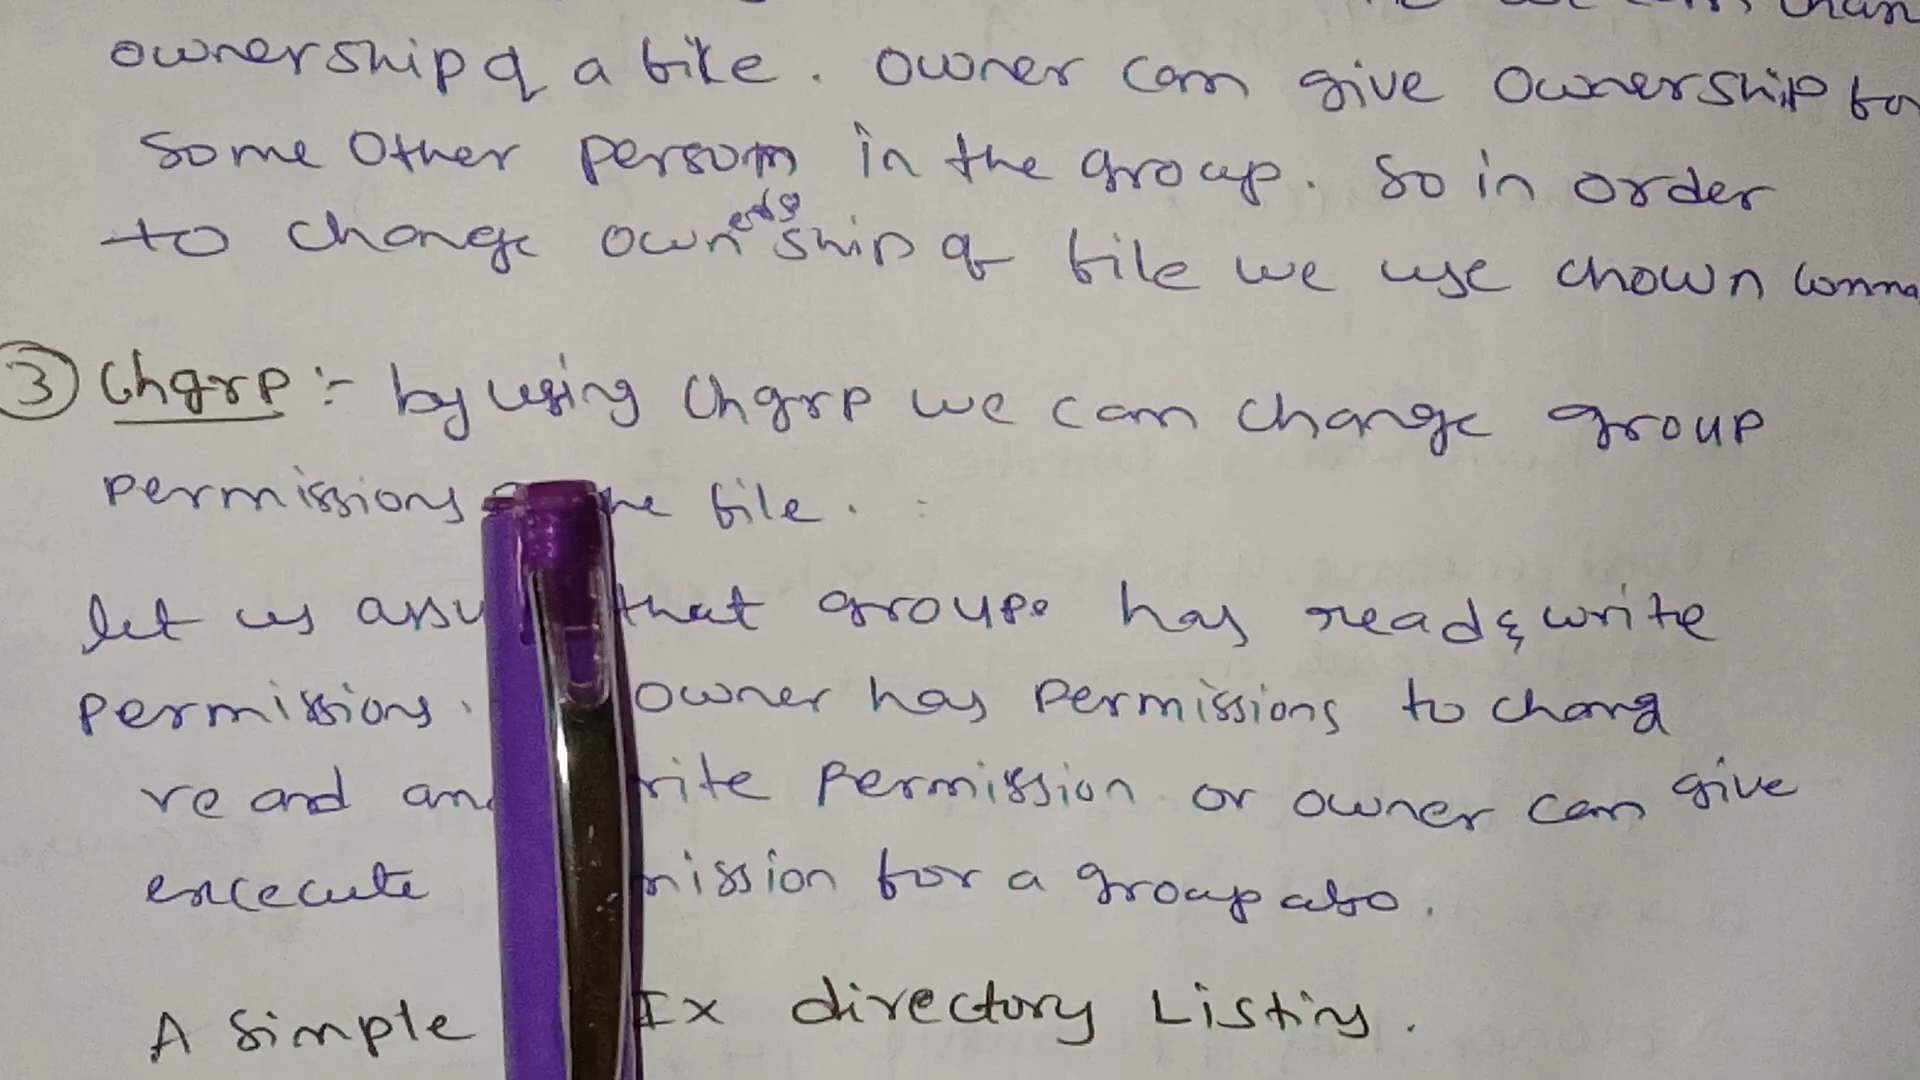 ownership of a file. owner can give ownership for
some other person in the group. So in order
to change ownership of file we use chown comma
③ Chgrp :- by using Chgrp we can change group
permissions file.
let us assu that groups has read & write
permissions. owner has permissions to chang
read an rite permission or owner can give
excecute mission for a group also.
A simple Ix directory Listing.